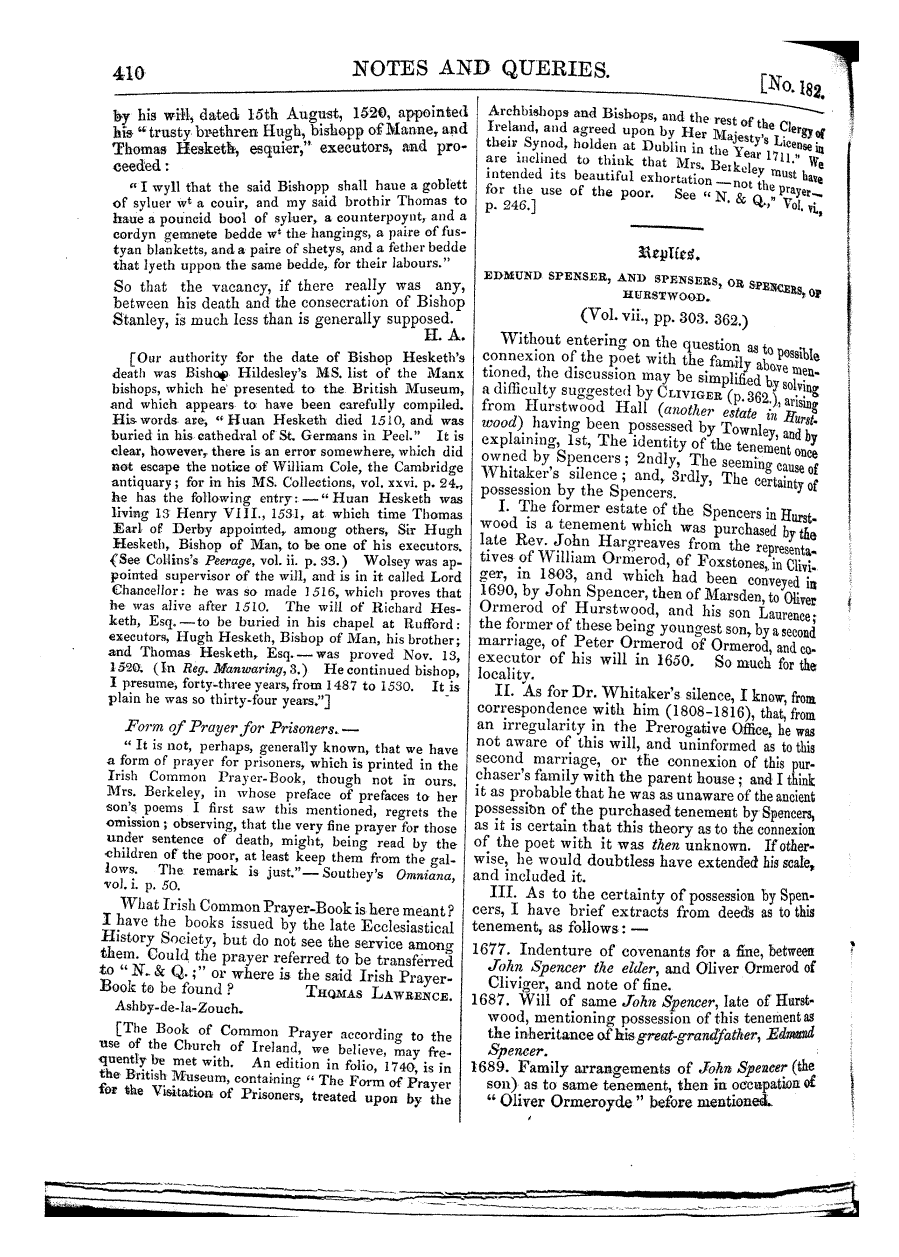 410
NOTES AND QUERIES.
[No. 182.
by his will, dated 15th August, 1520, appointed
his "trusty brethren Hugh, bishopp of Manne, and
Thomas Hesketh, esquier," executors, and pro-
ceeded :
"I wyll that the said Bishopp shall haue a goblett
of syluer wt a couir, and my said brothir Thomas to
haue a pounced bool of syluer, a counterpoynt, and a
cordyn gemnete bedde wt the hangings, a paire of fus-
tyan blanketts, and a paire of shetys, and a fether bedde
that lyeth uppon the same bedde, for their labours."
So that the vacancy, if there really was any,
between his death and the consecration of Bishop
Stanley, is much less than is generally supposed.
H. A.
[Our authority for the date of Bishop Hesketh's
death was Bishop Hildesley's MS. list of the Manx
bishops, which he presented to the British Museum,
and which appears to have been carefully compiled.
His words are, "Huan Hesketh died 1510, and was
buried in his cathedral of St. Germans in Peel." It is
clear, however, there is an error somewhere, which did
not escape the notice of William Cole, the Cambridge
antiquary; for in his MS. Collections, vol. xxvi. p. 24.,
he has the following entry: — "Huan Hesketh was
living 13 Henry VIII., 1531, at which time Thomas
Earl of Derby appointed, among others, Sir Hugh
Hesketh, Bishop of Man, to be one of his executors.
(See Collins's Peerage, vol. ii. p. 33.) Wolsey was ap-
pointed supervisor of the will, and is in it called Lord
Chancellor: he was so made 1516, which proves that
he was alive after 1510. The will of Richard Hes-
keth, Esq.—to be buried in his chapel at Rufford:
executors, Hugh Hesketh, Bishop of Man, his brother;
and Thomas Hesketh, Esq.—was proved Nov. 13,
1520. (In Reg. Manwaring, 3.) He continued bishop,
I presume, forty-three years, from 1487 to 1530. It is
plain he was so thirty-four years."]
Form of Prayer for Prisoners.—
"It is not, perhaps, generally known, that we have
a form of prayer for prisoners, which is printed in the
Irish Common Prayer-Book, though not in ours.
Mrs. Berkeley, in whose preface of prefaces to her
son's poems I first saw this mentioned, regrets the
omission; observing, that the very fine prayer for those
under sentence of death, might, being read by the
children of the poor, at least keep them from the gal-
lows. The remark is just."—Southey's Omniana,
vol. i. p. 50.
What Irish Common Prayer-Book is here meant?
I have the books issued by the late Ecclesiastical
History Society, but do not see the service among
them. Could the prayer referred to be transferred
to "N. & Q.;" or where is the said Irish Prayer-
Book to be found ? THOMAS LAWRENCE.
Ashby-de-la-Zouch.
[The Book of Common Prayer according to the
use of the Church of Ireland, we believe, may fre-
quently be met with. An edition in folio, 1740, is in
the British Museum, containing "The Form of Prayer
for the Visitation of Prisoners, treated upon by the
Archbishops and Bishops, and the rest of the Clergy of
Ireland, and agreed upon by Her Majesty's License in
their Synod, holden at Dublin in the Year 1711." We
are inclined to think that Mrs. Berkeley must have
intended its beautiful exhortation—not the prayer—
for the use of the poor. See "N. & Q.," Vol. vi.,
p. 246.]
Replies.
EDMUND SPENSER, AND SPENSERS, OR SPENCERS, OF
HURSTWOOD.
(Vol. vii., pp. 303. 362.)
Without entering on the question as to possible
connexion of the poet with the family above men-
tioned, the discussion may be simplified by solving
a difficulty suggested by CLIVIGER (p. 362.), arising
from Hurstwood Hall (another estate in Hurst-
wood) having been possessed by Townley, and by
explaining, 1st, The identity of the tenement once
owned by Spencers; 2ndly, The seeming cause of
Whitaker's silence; and, 3rdly, The certainty of
possession by the Spencers.
I. The former estate of the Spencers in Hurst-
wood is a tenement which was purchased by the
late Rev. John Hargreaves from the representa-
tives of William Ormerod, of Foxstones, in Clivi-
ger, in 1803, and which had been conveyed in
1690, by John Spencer, then of Marsden, to Oliver
Ormerod of Hurstwood, and his son Laurence;
the former of these being youngest son, by a second
marriage, of Peter Ormerod of Ormerod, and co-
executor of his will in 1650. So much for the
locality.
II. As for Dr. Whitaker's silence, I know, from
correspondence with him (1808-1816), that, from
an irregularity in the Prerogative Office, he was
not aware of this will, and uninformed as to this
second marriage, or the connexion of this pur-
chaser's family with the parent house; and I think
it as probable that he was as unaware of the ancient
possession of the purchased tenement by Spencers,
as it is certain that this theory as to the connexion
of the poet with it was then unknown. If other-
wise, he would doubtless have extended his scale,
and included it.
III. As to the certainty of possession by Spen-
cers, I have brief extracts from deeds as to this
tenement, as follows: —
1677. Indenture of covenants for a fine, between
John Spencer the elder, and Oliver Ormerod of
Cliviger, and note of fine.
1687. Will of same John Spencer, late of Hurst-
wood, mentioning possession of this tenement as
the inheritance of his great-grandfather, Edmund
Spencer.
1689. Family arrangements of John Spencer (the
son) as to same tenement, then in occupation of
"Oliver Ormeroyde" before mentioned.